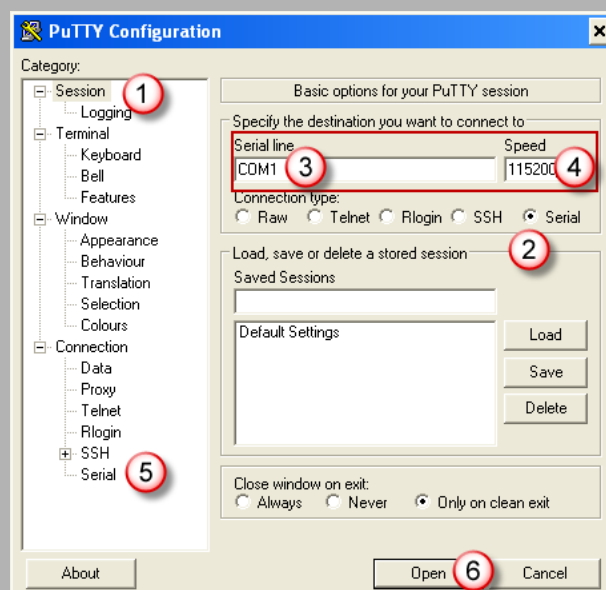 PuTTY Configuration
Category:
Session
1
Logging
Terminal
Keyboard
Bell
Features
Window
Appearance
Behaviour
Translation
Selection
Colours
Connection
Data
Proxy
Telnet
Rlogin
SSH
Serial
5
About
Basic options for your PuTTY session
Specify the destination you want to connect to
Serial line Speed
COM1 3 115200 4
Connection type:
Raw Telnet Rlogin SSH Serial
2
Load, save or delete a stored session
Saved Sessions
Default Settings
Load
Save
Delete
Close window on exit:
Always Never Only on clean exit
Open 6 Cancel